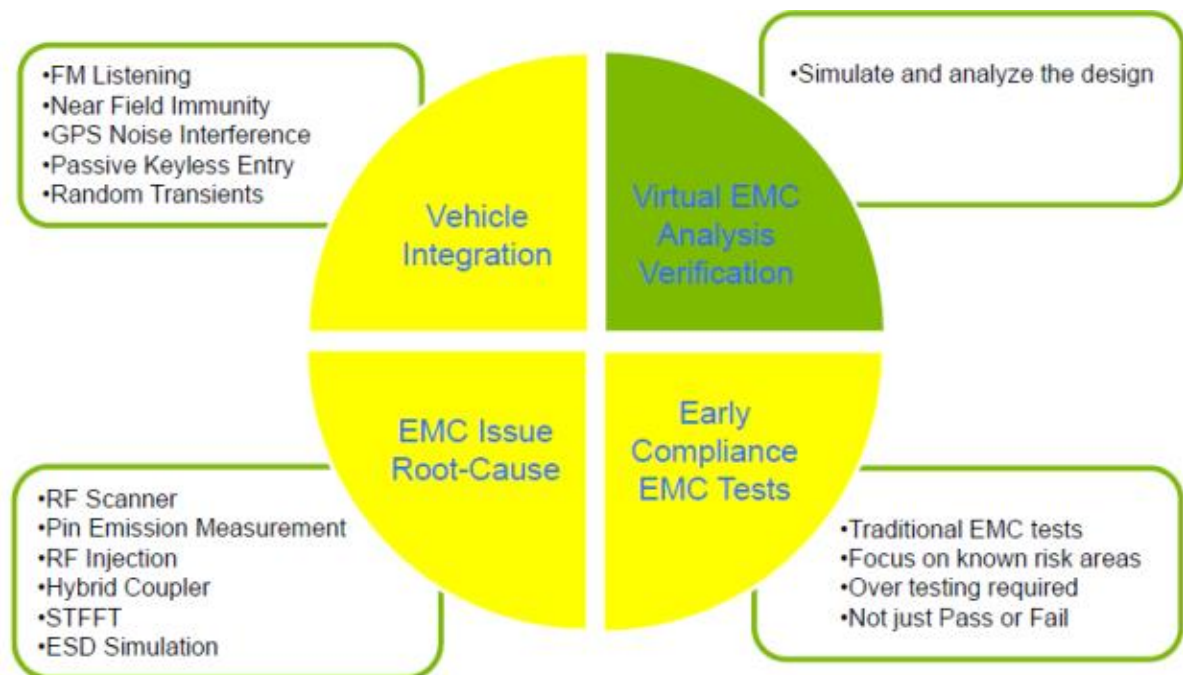 •FM Listening
•Near Field Immunity
•GPS Noise Interference
•Passive Keyless Entry
•Random Transients
•Simulate and analyze the design
Vehicle
Integration
Virtual EMC
Analysis
Verification
EMC Issue
Root-Cause
Early
Compliance
EMC Tests
•RF Scanner
•Pin Emission Measurement
•RF Injection
•Hybrid Coupler
•STFFT
•ESD Simulation
•Traditional EMC tests
•Focus on known risk areas
•Over testing required
•Not just Pass or Fail